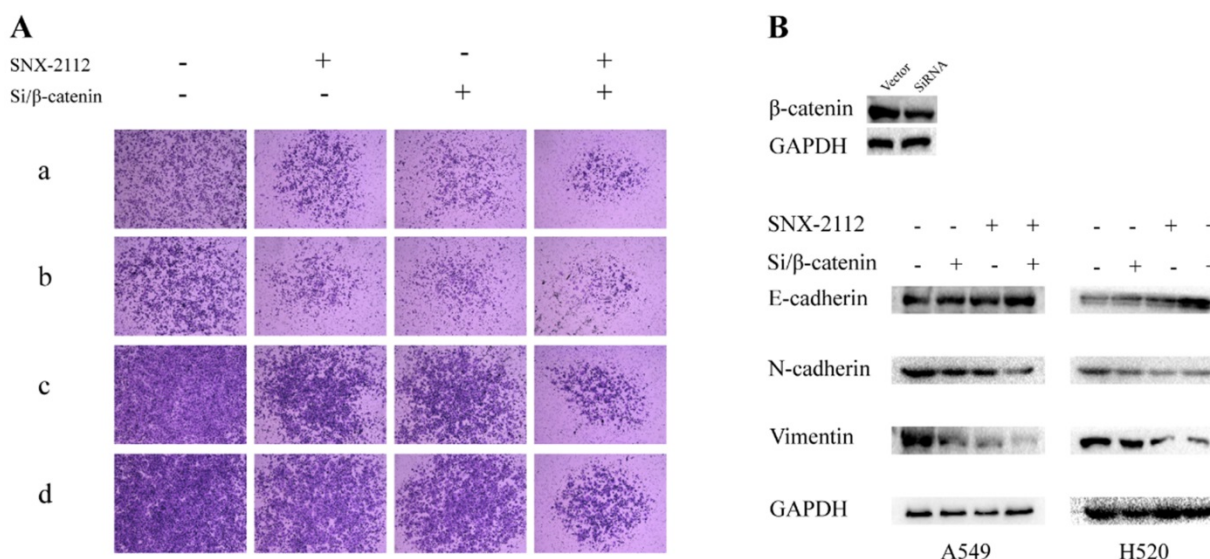 A
SNX-2112 - + - +
Si/β-catenin - - + +
a
b
c
d
B
Vector SiRNA
β-catenin
GAPDH
SNX-2112 - - + + - - + +
Si/β-catenin - + - + - + - +
E-cadherin
N-cadherin
Vimentin
GAPDH
A549 H520